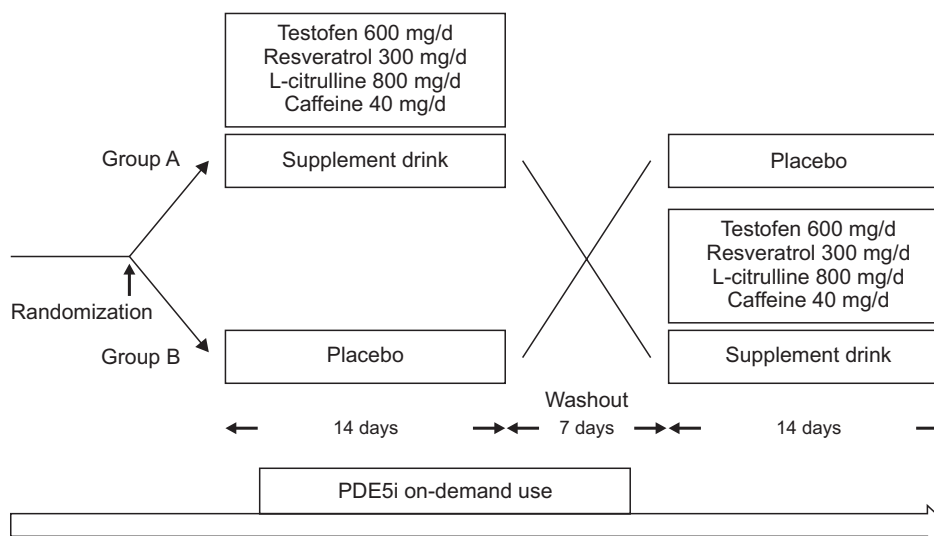 Testofen 600 mg/d
Resveratrol 300 mg/d
L-citrulline 800 mg/d
Caffeine 40 mg/d
Group A
Supplement drink
Placebo
Testofen 600 mg/d
Resveratrol 300 mg/d
L-citrulline 800 mg/d
Caffeine 40 mg/d
Randomization
Group B
Placebo
Supplement drink
Washout
14 days
7 days
14 days
PDE5i on-demand use